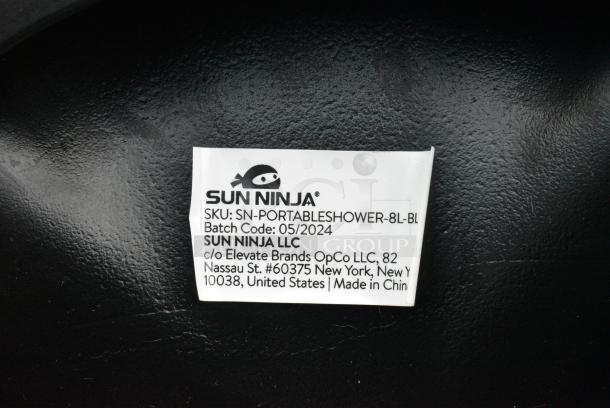 SUN NINJA®
SKU: SN-PORTABLESHOWER-8L-BL
Batch Code: 05/2024
SUN NINJA LLC
c/o Elevate Brands OpCo LLC, 82
Nassau St. #60375 New York, New Y
10038, United States | Made in Chin
GROUP